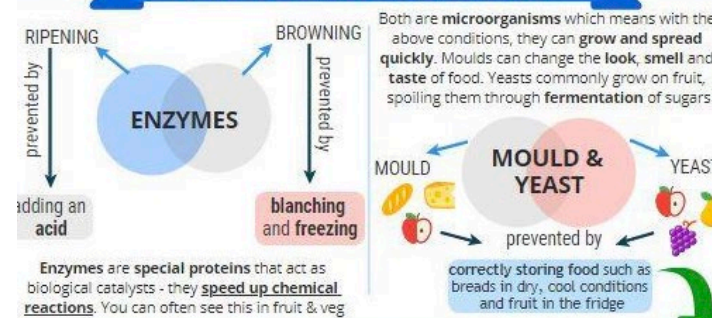 RIPENING
BROWNING
prevented by
prevented by
ENZYMES
adding an
acid
blanching
and freezing
Enzymes are special proteins that act as
biological catalysts - they speed up chemical
reactions. You can often see this in fruit & veg
Both are microorganisms which means with the
above conditions, they can grow and spread
quickly. Moulds can change the look, smell and
taste of food. Yeasts commonly grow on fruit,
spoiling them through fermentation of sugars
MOULD
MOULD &
YEAST
YEAST
prevented by
correctly storing food such as
breads in dry, cool conditions
and fruit in the fridge